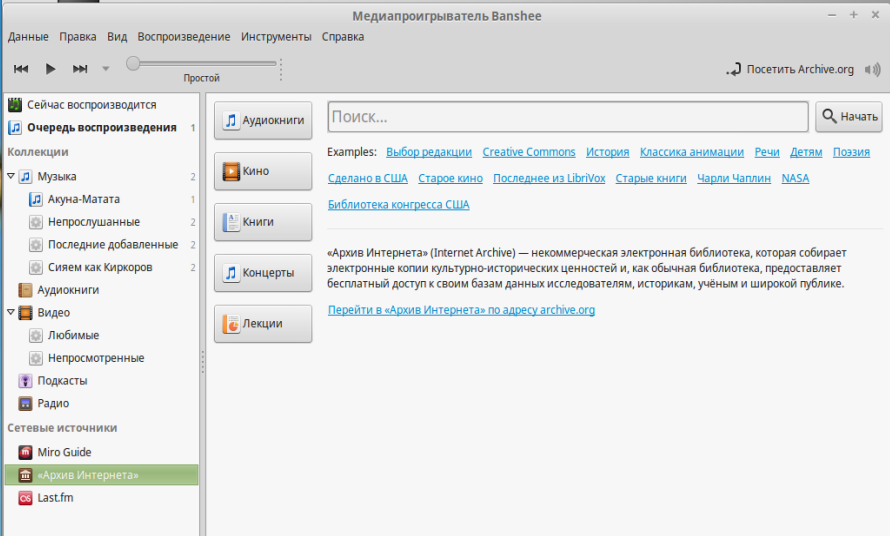 Медиапроигрыватель Banshee
Данные Правка Вид Воспроизведение Инструменты Справка
Простой
Посетить Archive.org
Сейчас воспроизводится
Очередь воспроизведения 1
Коллекции
Музыка 2
Акуна-Матата 1
Непрослушанные 2
Последние добавленные 2
Сияем как Киркоров 2
Аудиокниги
Видео
Любимые
Непросмотренные
Подкасты
Радио
Сетевые источники
Miro Guide
«Архив Интернета»
Last.fm
Аудиокниги
Кино
Книги
Концерты
Лекции
Поиск...
Начать
Examples: Выбор редакции Creative Commons История Классика анимации Речи Детям Поэзия
Сделано в США Старое кино Последнее из LibriVox Старые книги Чарли Чаплин NASA
Библиотека конгресса США
«Архив Интернета» (Internet Archive) — некоммерческая электронная библиотека, которая собирает
электронные копии культурно-исторических ценностей и, как обычная библиотека, предоставляет
бесплатный доступ к своим базам данных исследователям, историкам, учёным и широкой публике.
Перейти в «Архив Интернета» по адресу archive.org